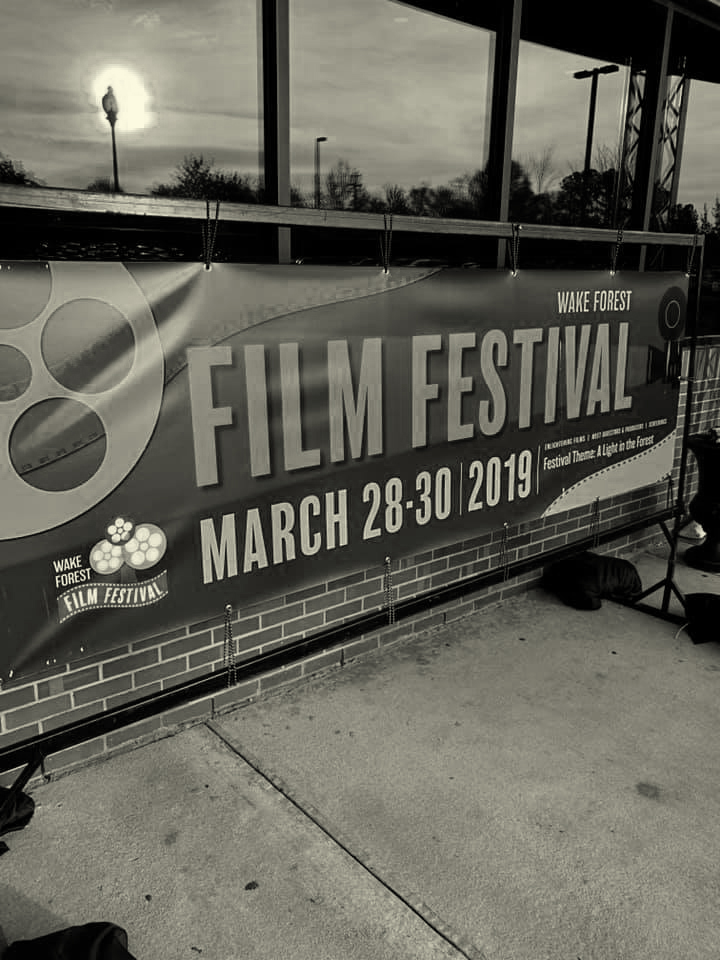 WAKE FOREST
FILM FESTIVAL
MARCH 28-30 | 2019
ENLIGHTENING FILMS | MEET DIRECTORS & PRODUCERS | SCREENINGS
Festival Theme: A Light in the Forest
WAKE
FOREST
FILM FESTIVAL